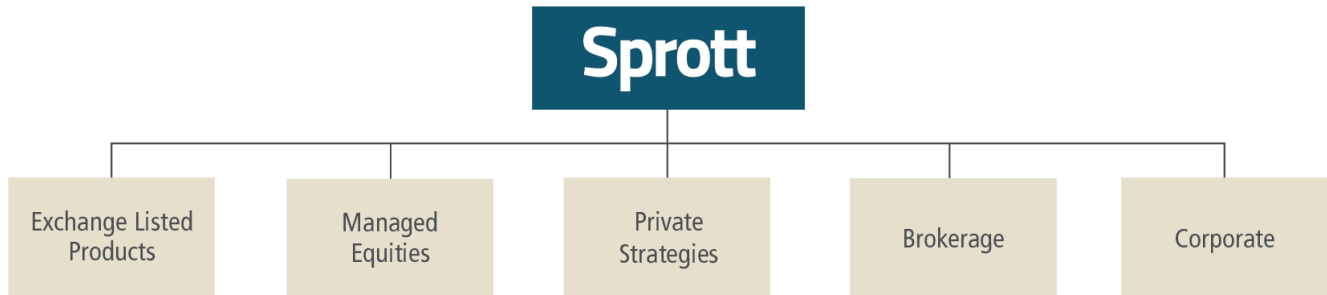 Sprott
Exchange Listed
Products
Managed
Equities
Private
Strategies
Brokerage
Corporate